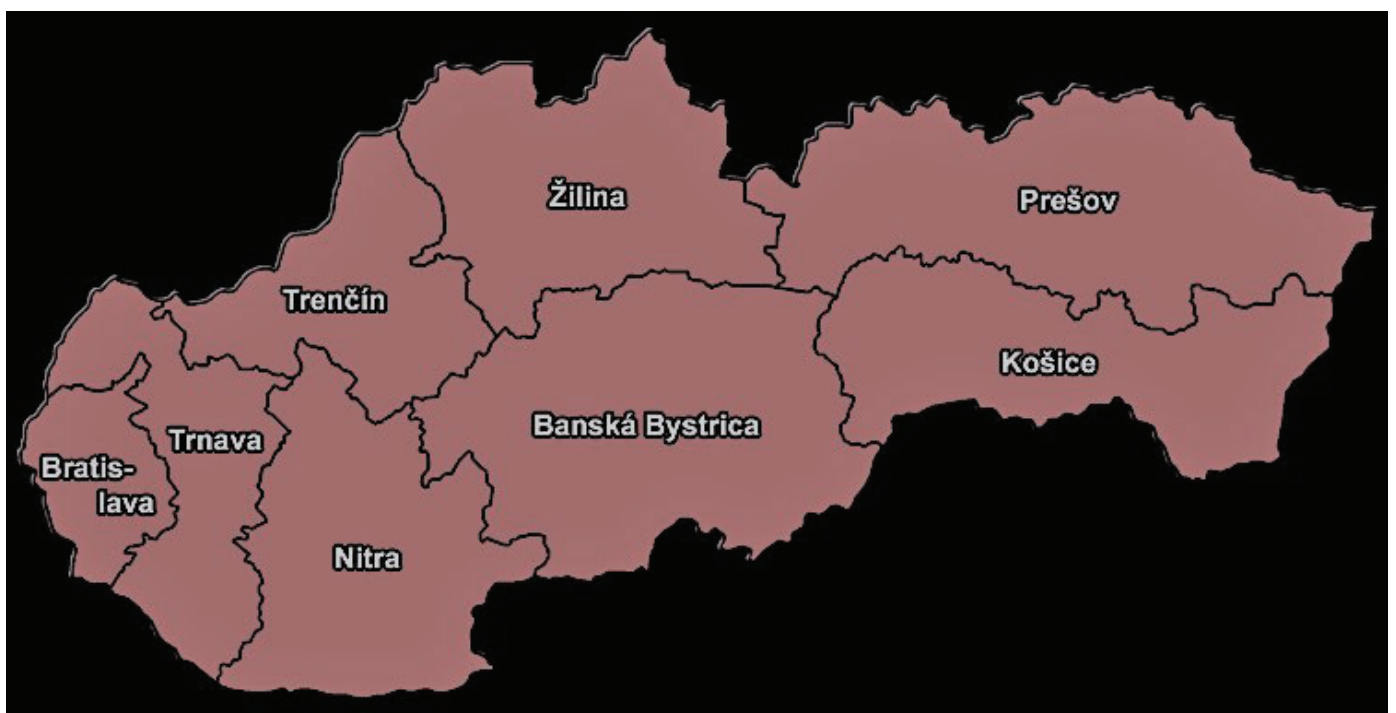 Žilina
Prešov
Trenčín
Košice
Banská Bystrica
Trnava
Bratis-
lava
Nitra